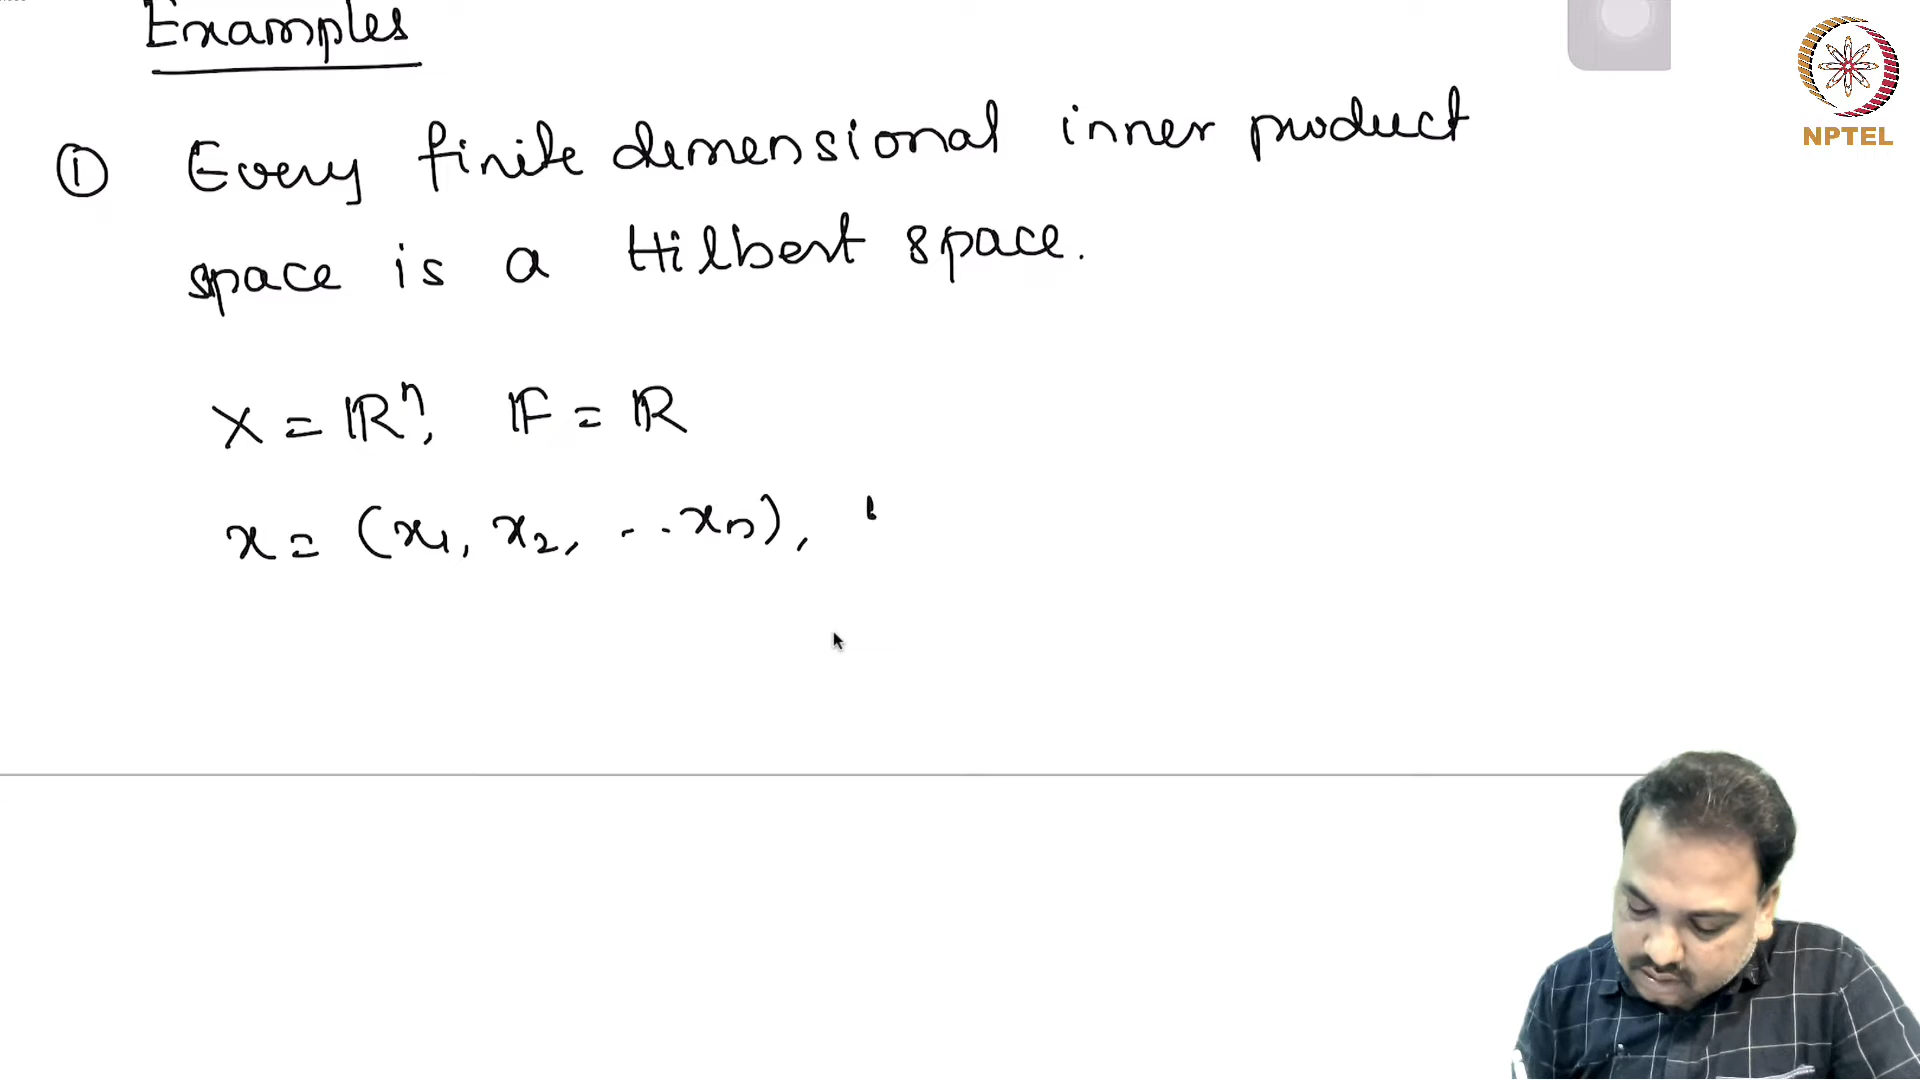 Examples
NPTEL
① Every finite dimensional inner product
space is a Hilbert space.
X = ℝⁿ, 𝔽 = ℝ
x = (x₁, x₂, ... xₙ),